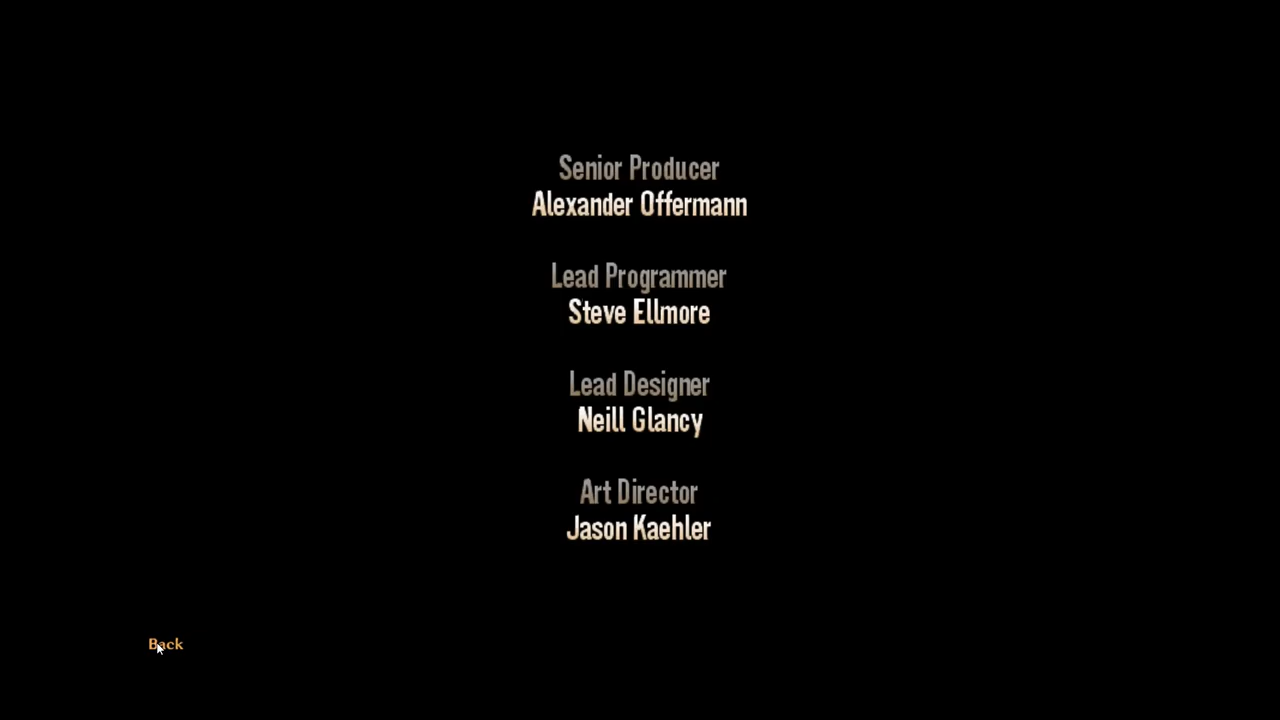 Senior Producer
Alexander Offermann
Lead Programmer
Steve Ellmore
Lead Designer
Neill Glancy
Art Director
Jason Kaehler
Back